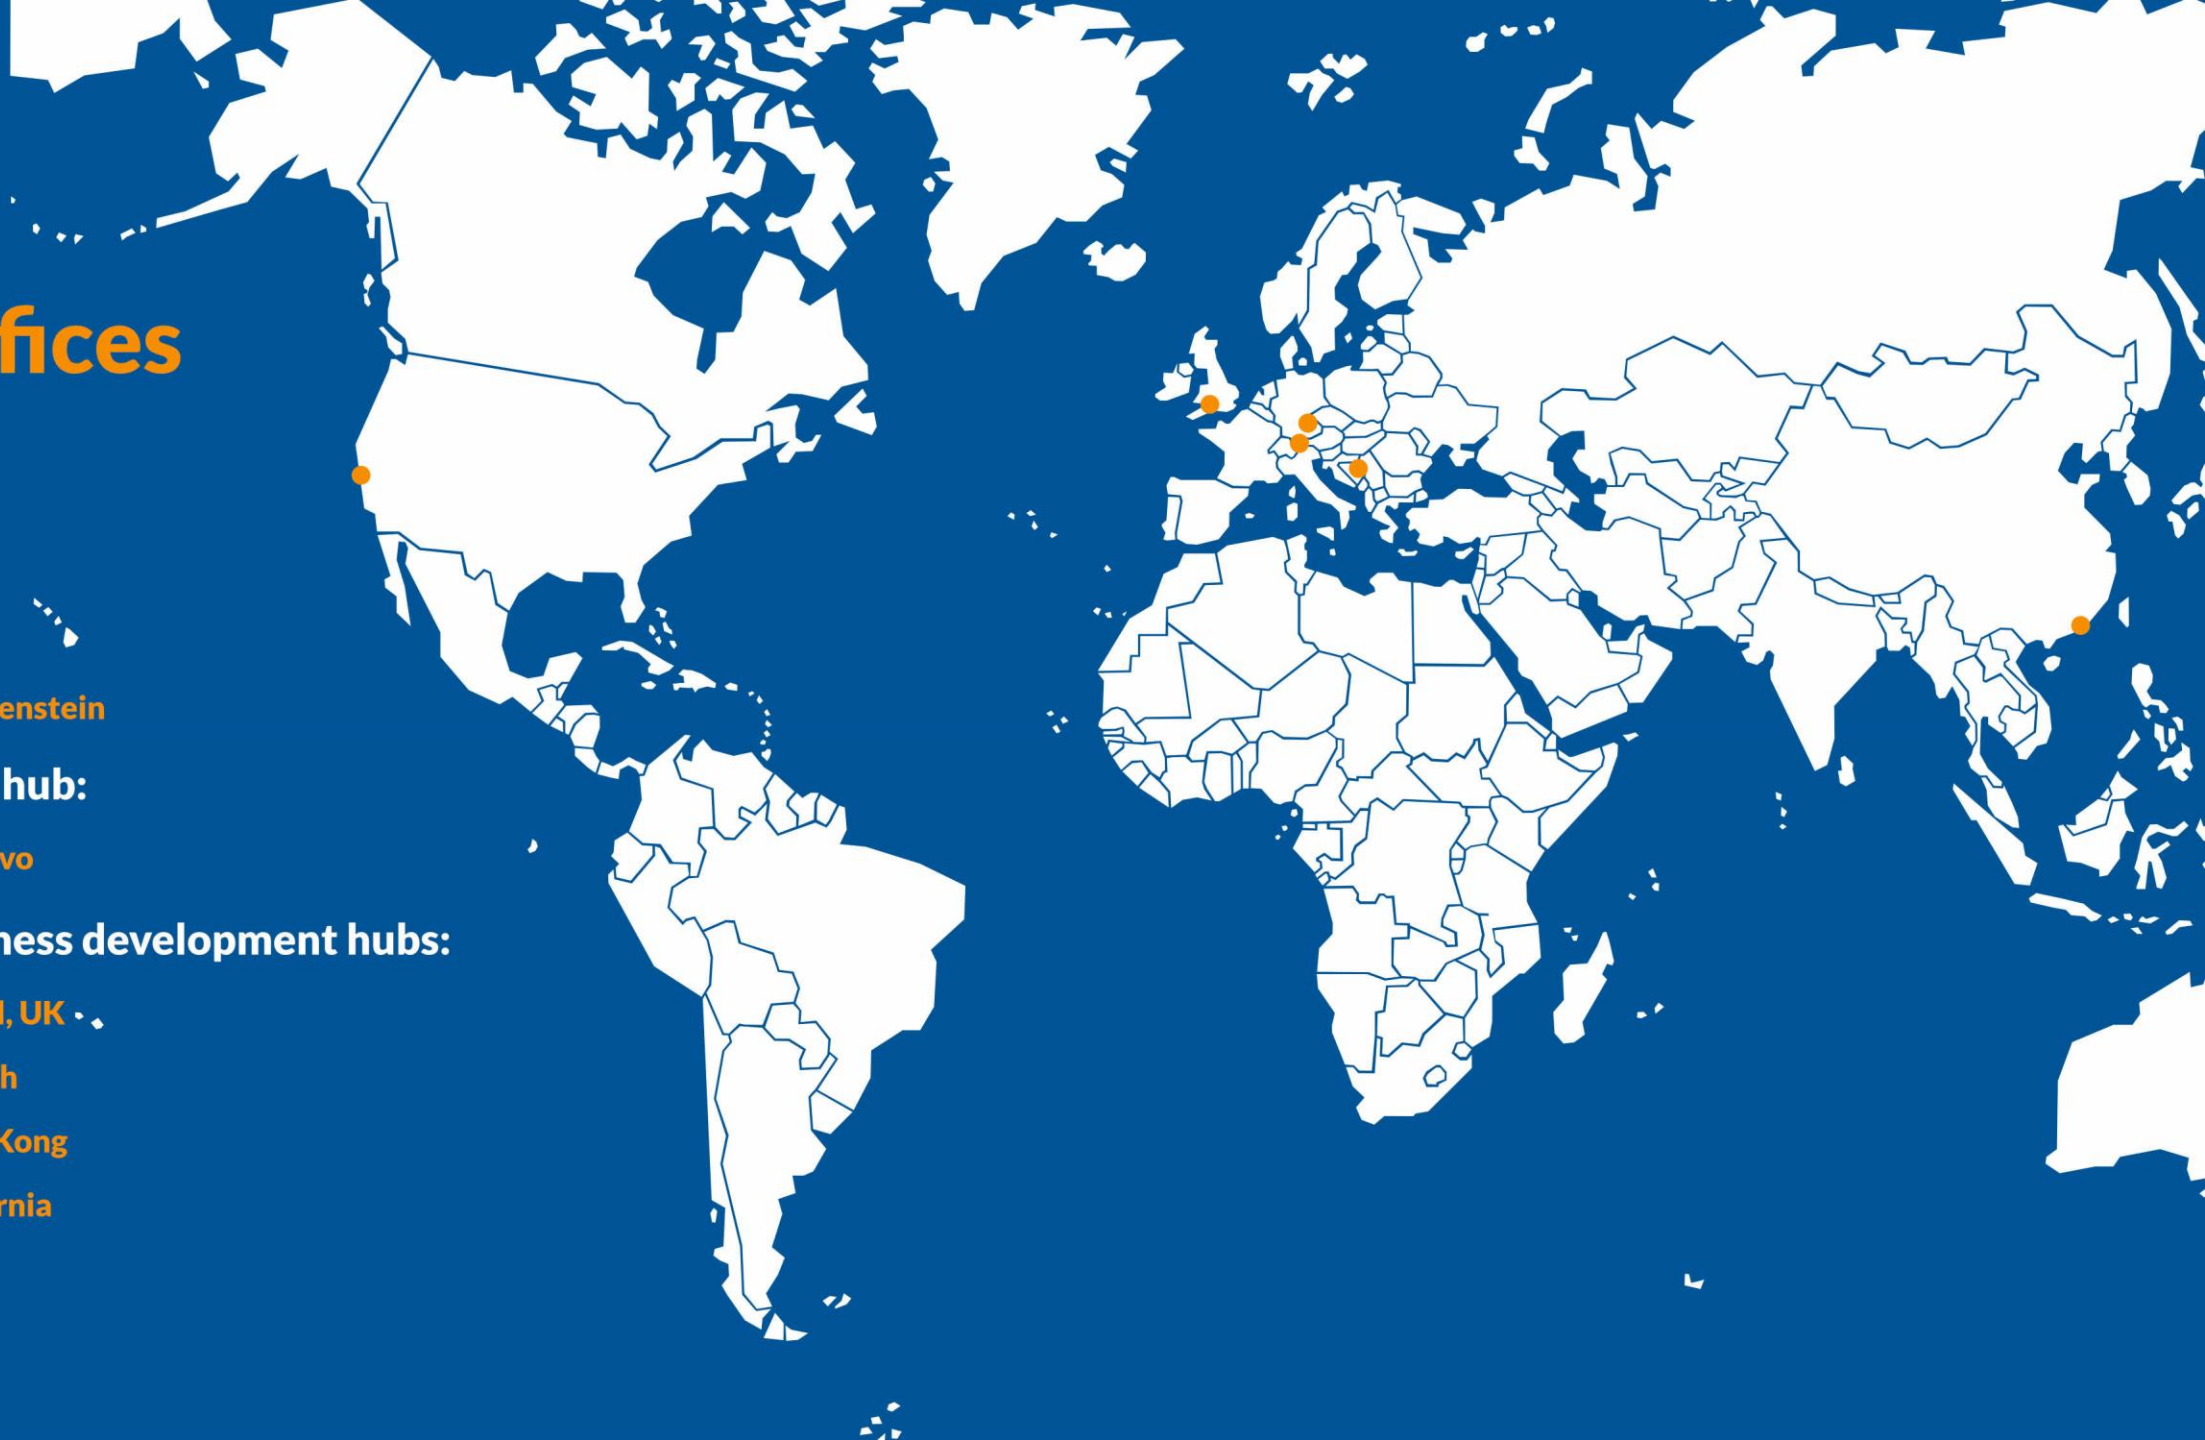 fices
enstein
hub:
vo
ness development hubs:
l, UK
h
Kong
rnia